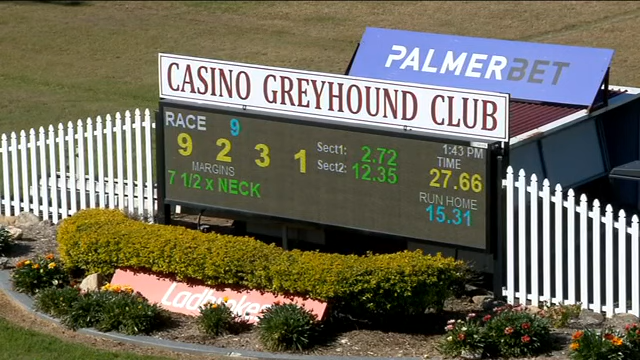 PALMERBET
CASINO GREYHOUND CLUB
RACE 9
9 2 3 1
MARGINS
7 1/2 x NECK
Sect1: 2.72
Sect2: 12.35
1:43 PM
TIME
27.66
RUN HOME
15.31
Ladbrokes